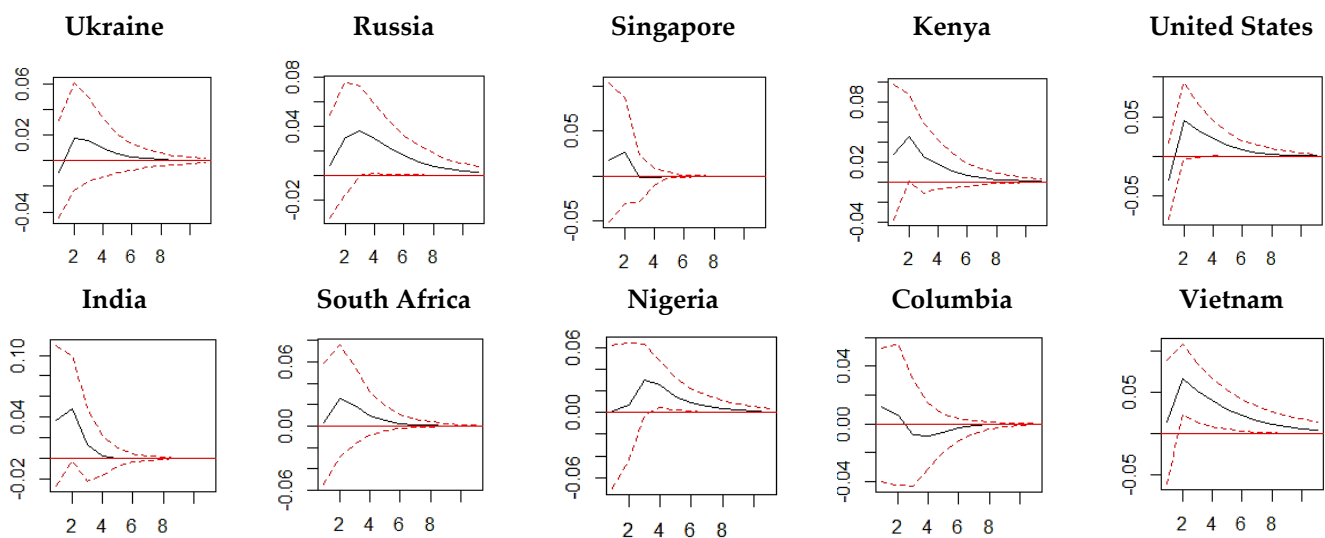 Ukraine Russia Singapore Kenya United States
0.06 0.02 -0.04
2 4 6 8
0.08 0.04 -0.02
2 4 6 8
0.05 -0.05
2 4 6 8
0.08 0.02 -0.04
2 4 6 8
0.05 -0.05
2 4 6 8
India South Africa Nigeria Columbia Vietnam
0.10 0.04 -0.02
2 4 6 8
0.06 0.00 -0.06
2 4 6 8
0.06 0.00 -0.06
2 4 6 8
0.04 0.00 -0.04
2 4 6 8
0.05 -0.05
2 4 6 8